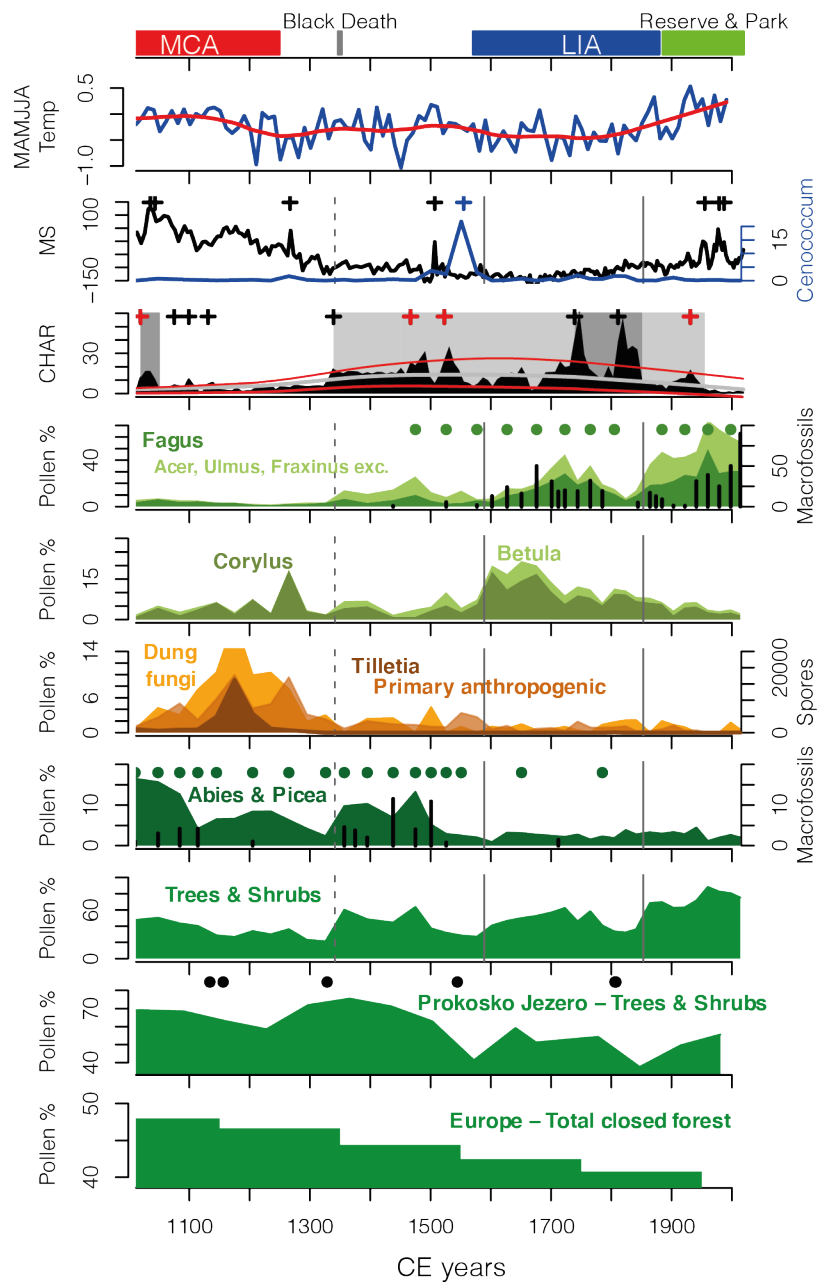 Black Death
Reserve & Park
MCA
LIA
MAMJJA
Temp
0.5
−1.0
MS
100
−150
15
0
Cenococcum
CHAR
30
0
Pollen %
40
0
Fagus
Acer, Ulmus, Fraxinus exc.
50
0
Macrofossils
Pollen %
15
0
Corylus
Betula
Pollen %
14
6
0
Dung
fungi
Tilletia
Primary anthropogenic
20000
0
Spores
Pollen %
10
0
Abies & Picea
10
0
Macrofossils
Pollen %
60
0
Trees & Shrubs
Pollen %
70
40
Prokosko Jezero – Trees & Shrubs
Pollen %
50
40
Europe – Total closed forest
1100
1300
1500
1700
1900
CE years